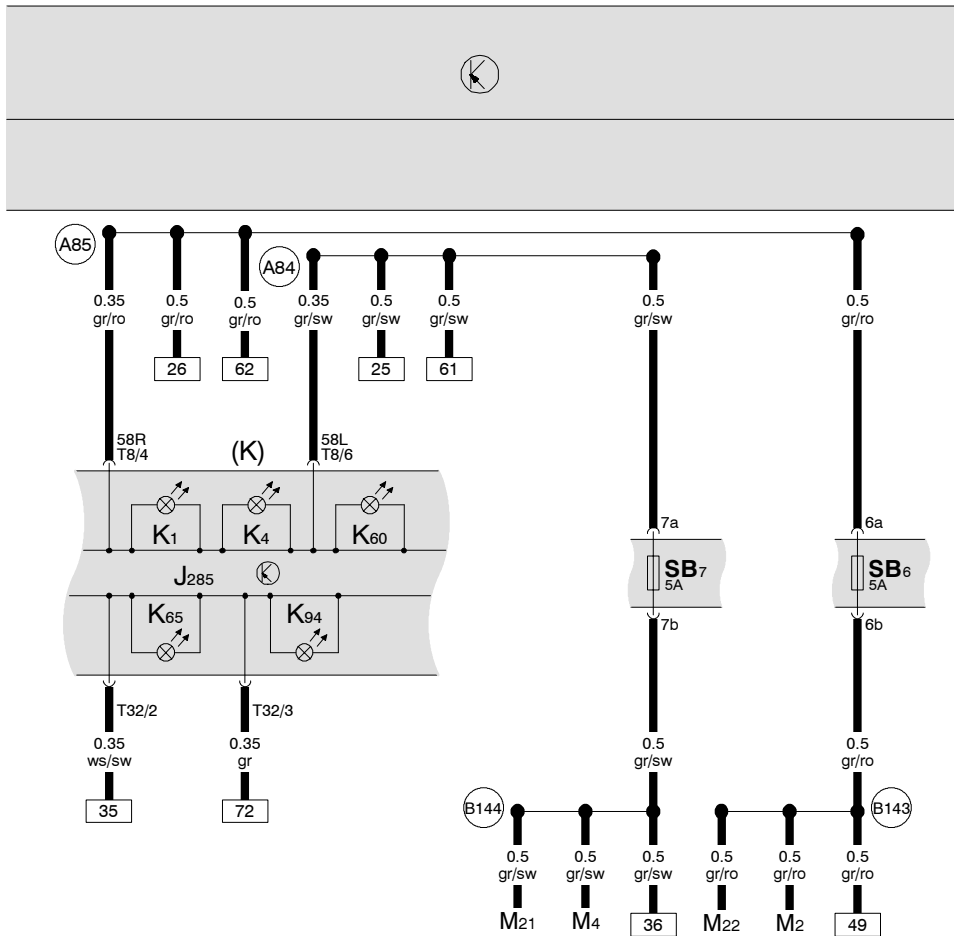 A85
A84
0.35
gr/ro
0.5
gr/ro
0.5
gr/ro
0.35
gr/sw
0.5
gr/sw
0.5
gr/sw
0.5
gr/sw
0.5
gr/ro
26
62
25
61
58R
T8/4
(K)
58L
T8/6
K1
K4
K60
7a
6a
J285
SB7
5A
SB6
5A
K65
K94
7b
6b
T32/2
T32/3
0.35
ws/sw
0.35
gr
0.5
gr/sw
0.5
gr/ro
35
72
B144
B143
0.5
gr/sw
0.5
gr/sw
0.5
gr/sw
0.5
gr/ro
0.5
gr/ro
0.5
gr/ro
M21
M4
36
M22
M2
49